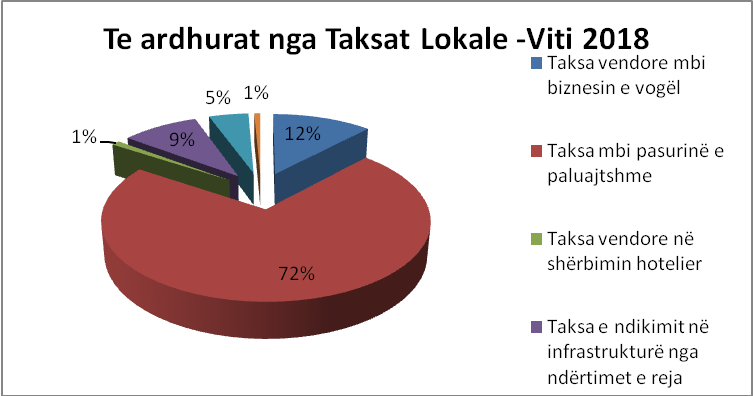 Te ardhurat nga Taksat Lokale -Viti 2018
12%
72%
1%
9%
5%
1%
Taksa vendore mbi
biznesin e vogël
Taksa mbi pasurinë e
paluajtshme
Taksa vendore në
shërbimin hotelier
Taksa e ndikimit në
infrastrukturë nga
ndërtimet e reja